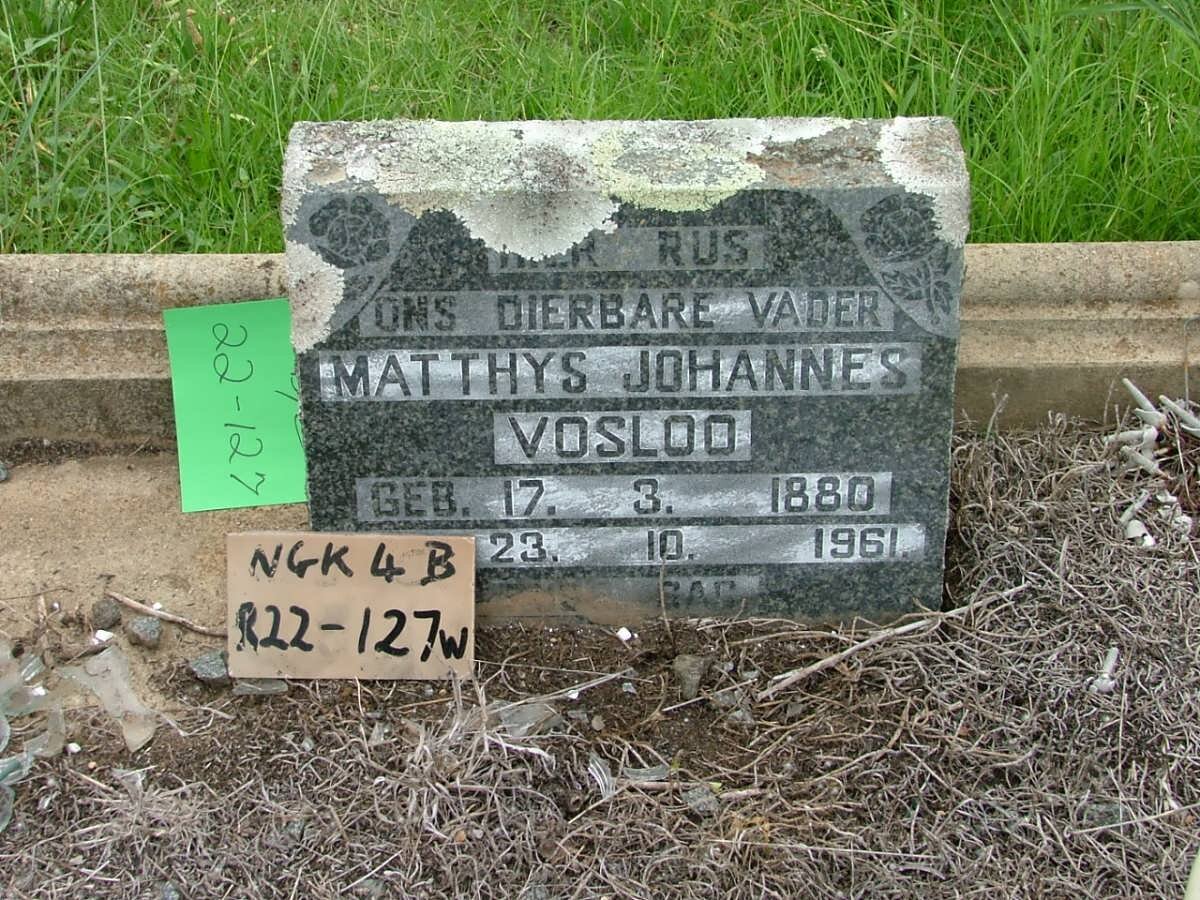 RUS
ONS DIERBARE VADER
MATTHYS JOHANNES
VOSLOO
GEB. 17. 3. 1880
23. 10. 1961.
22-127
NGK 4 B
R22-127W